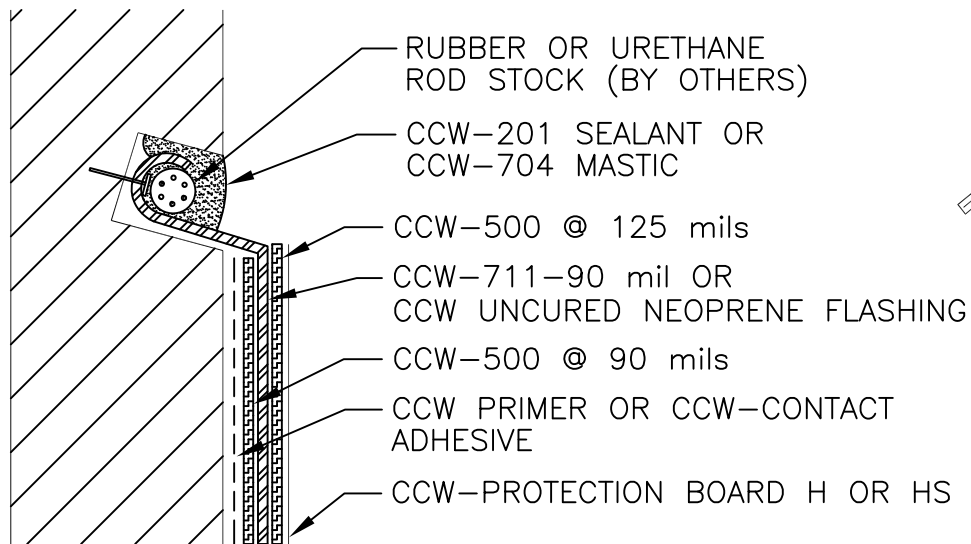 RUBBER OR URETHANE
ROD STOCK (BY OTHERS)
CCW-201 SEALANT OR
CCW-704 MASTIC
CCW-500 @ 125 mils
CCW-711-90 mil OR
CCW UNCURED NEOPRENE FLASHING
CCW-500 @ 90 mils
CCW PRIMER OR CCW-CONTACT
ADHESIVE
CCW-PROTECTION BOARD H OR HS